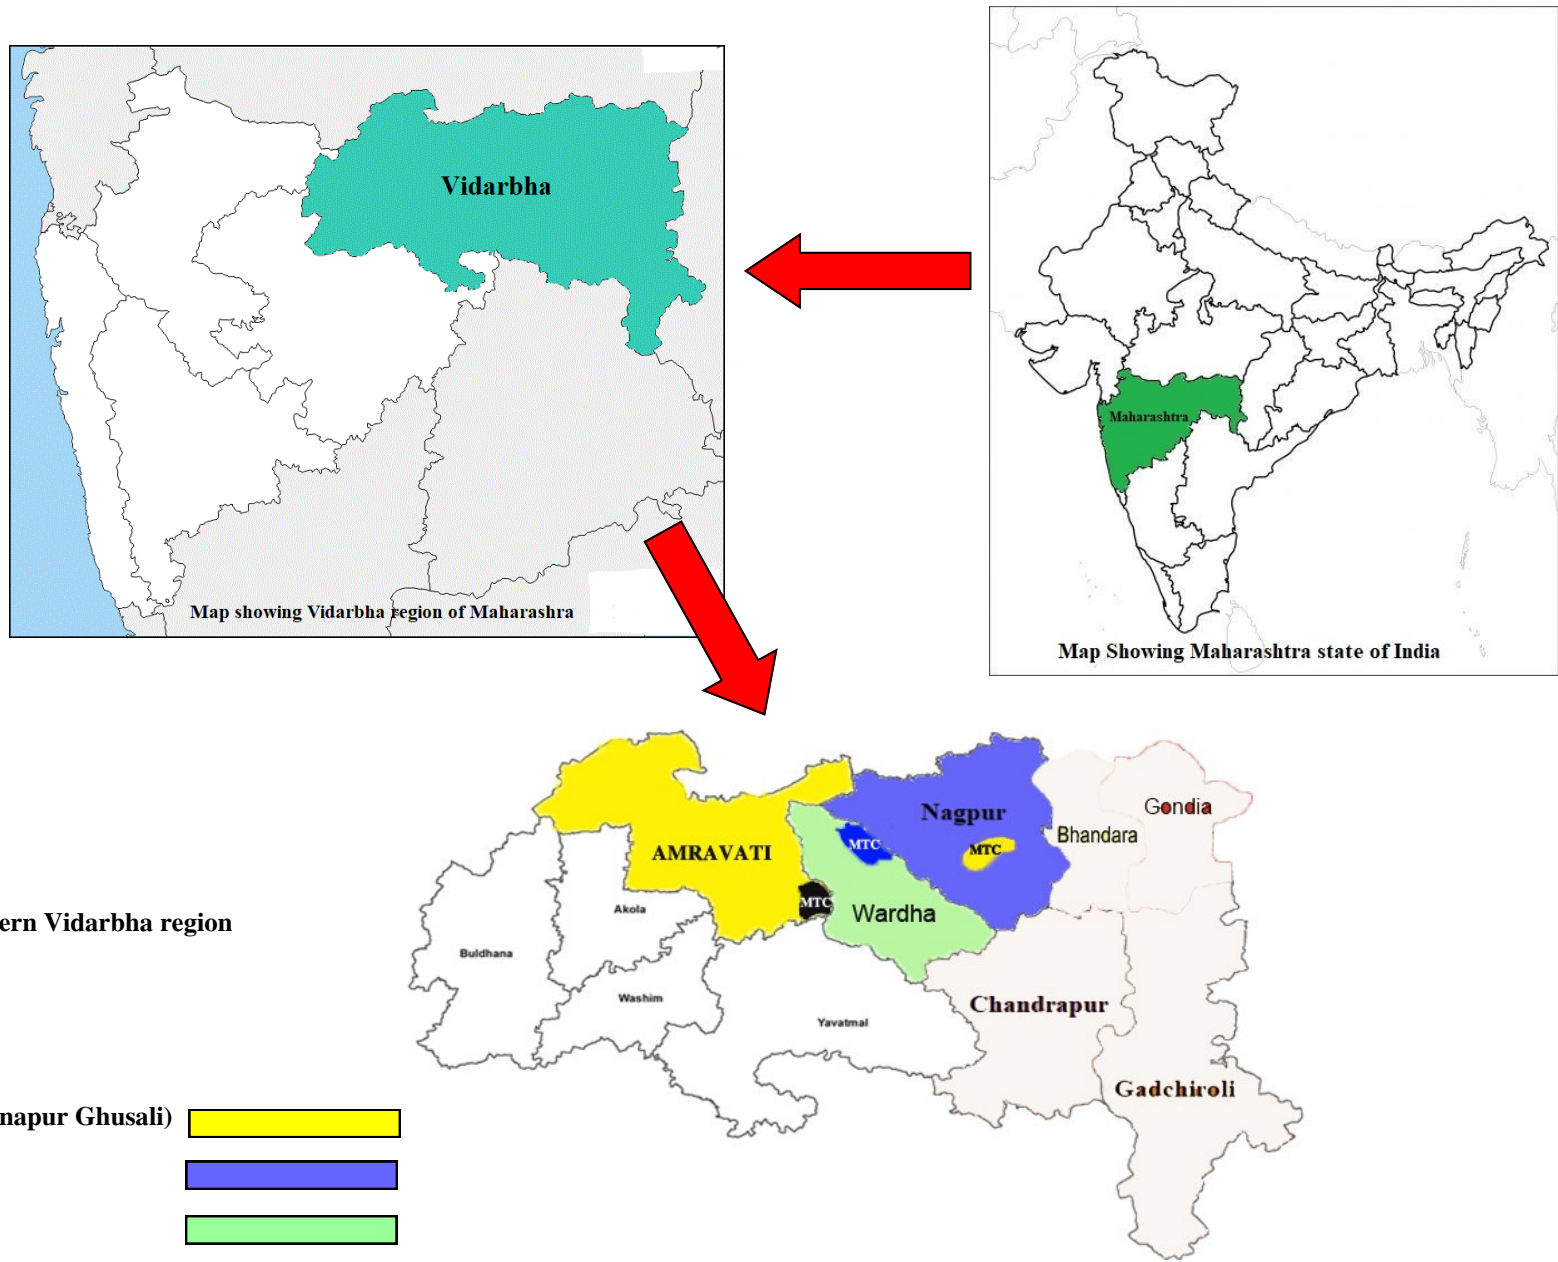 Vidarbha
Map showing Vidarbha region of Maharashra
Maharashtra
Map Showing Maharashtra state of India
Nagpur
Gondia
Bhandara
MTC
MTC
AMRAVATI
MTC
Wardha
Akola
ern Vidarbha region
Buldhana
Washim
Chandrapur
Yavatmal
Gadchiroli
napur Ghusali)